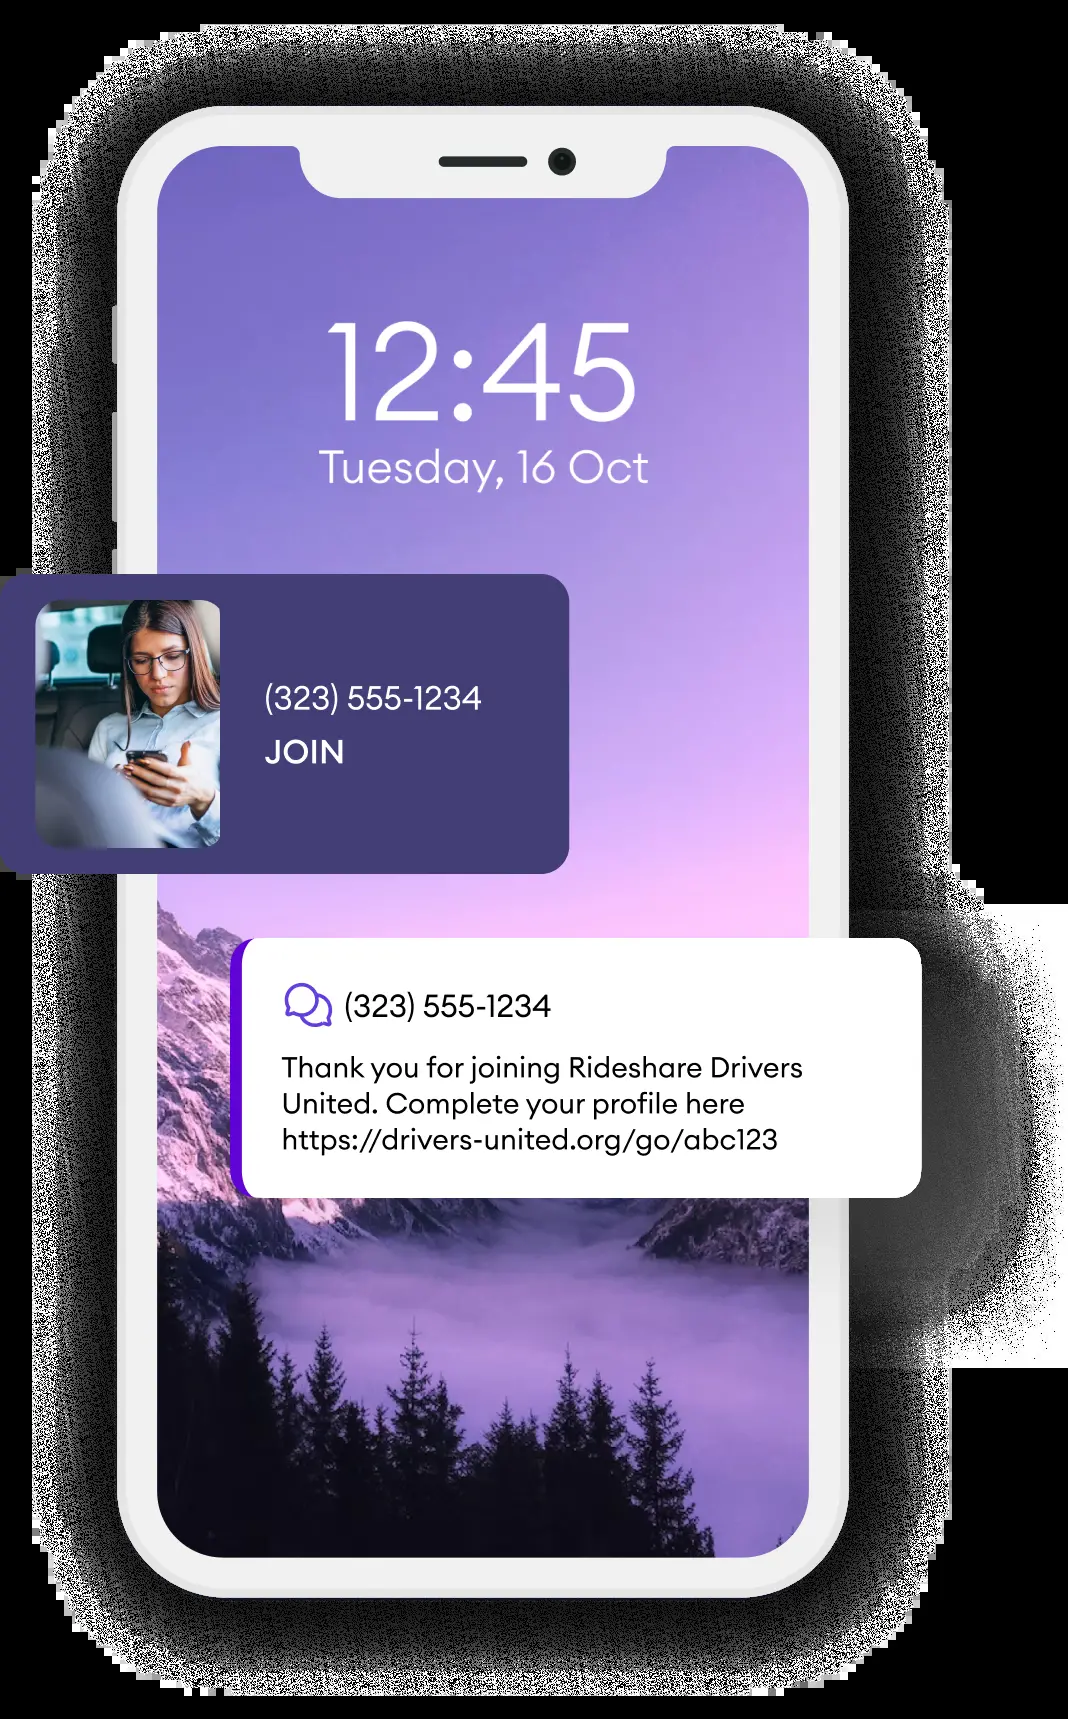 12:45
Tuesday, 16 Oct
(323) 555-1234
JOIN
(323) 555-1234
Thank you for joining Rideshare Drivers
United. Complete your profile here
https://drivers-united.org/go/abc123